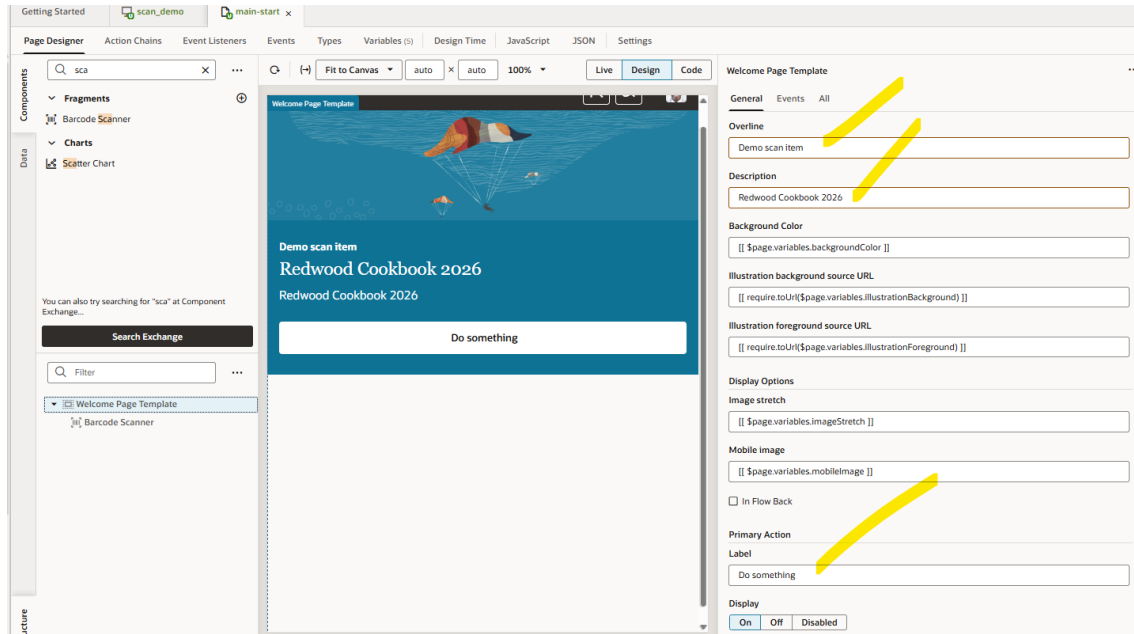 Getting Started
scan_demo
main-start
Page Designer
Action Chains
Event Listeners
Events
Types
Variables (5)
Design Time
JavaScript
JSON
Settings
Components
Data
sca
Fragments
Barcode Scanner
Charts
Scatter Chart
You can also try searching for "sca" at Component
Exchange...
Search Exchange
Filter
Welcome Page Template
Barcode Scanner
Fit to Canvas
auto
×
auto
100%
Live
Design
Code
Welcome Page Template
Demo scan item
Redwood Cookbook 2026
Redwood Cookbook 2026
Do something
Welcome Page Template
General
Events
All
Overline
Demo scan item
Description
Redwood Cookbook 2026
Background Color
[[ $page.variables.backgroundColor ]]
Illustration background source URL
[[ require.toUrl($page.variables.illustrationBackground) ]]
Illustration foreground source URL
[[ require.toUrl($page.variables.illustrationForeground) ]]
Display Options
Image stretch
[[ $page.variables.imageStretch ]]
Mobile image
[[ $page.variables.mobileImage ]]
In Flow Back
Primary Action
Label
Do something
Display
On
Off
Disabled